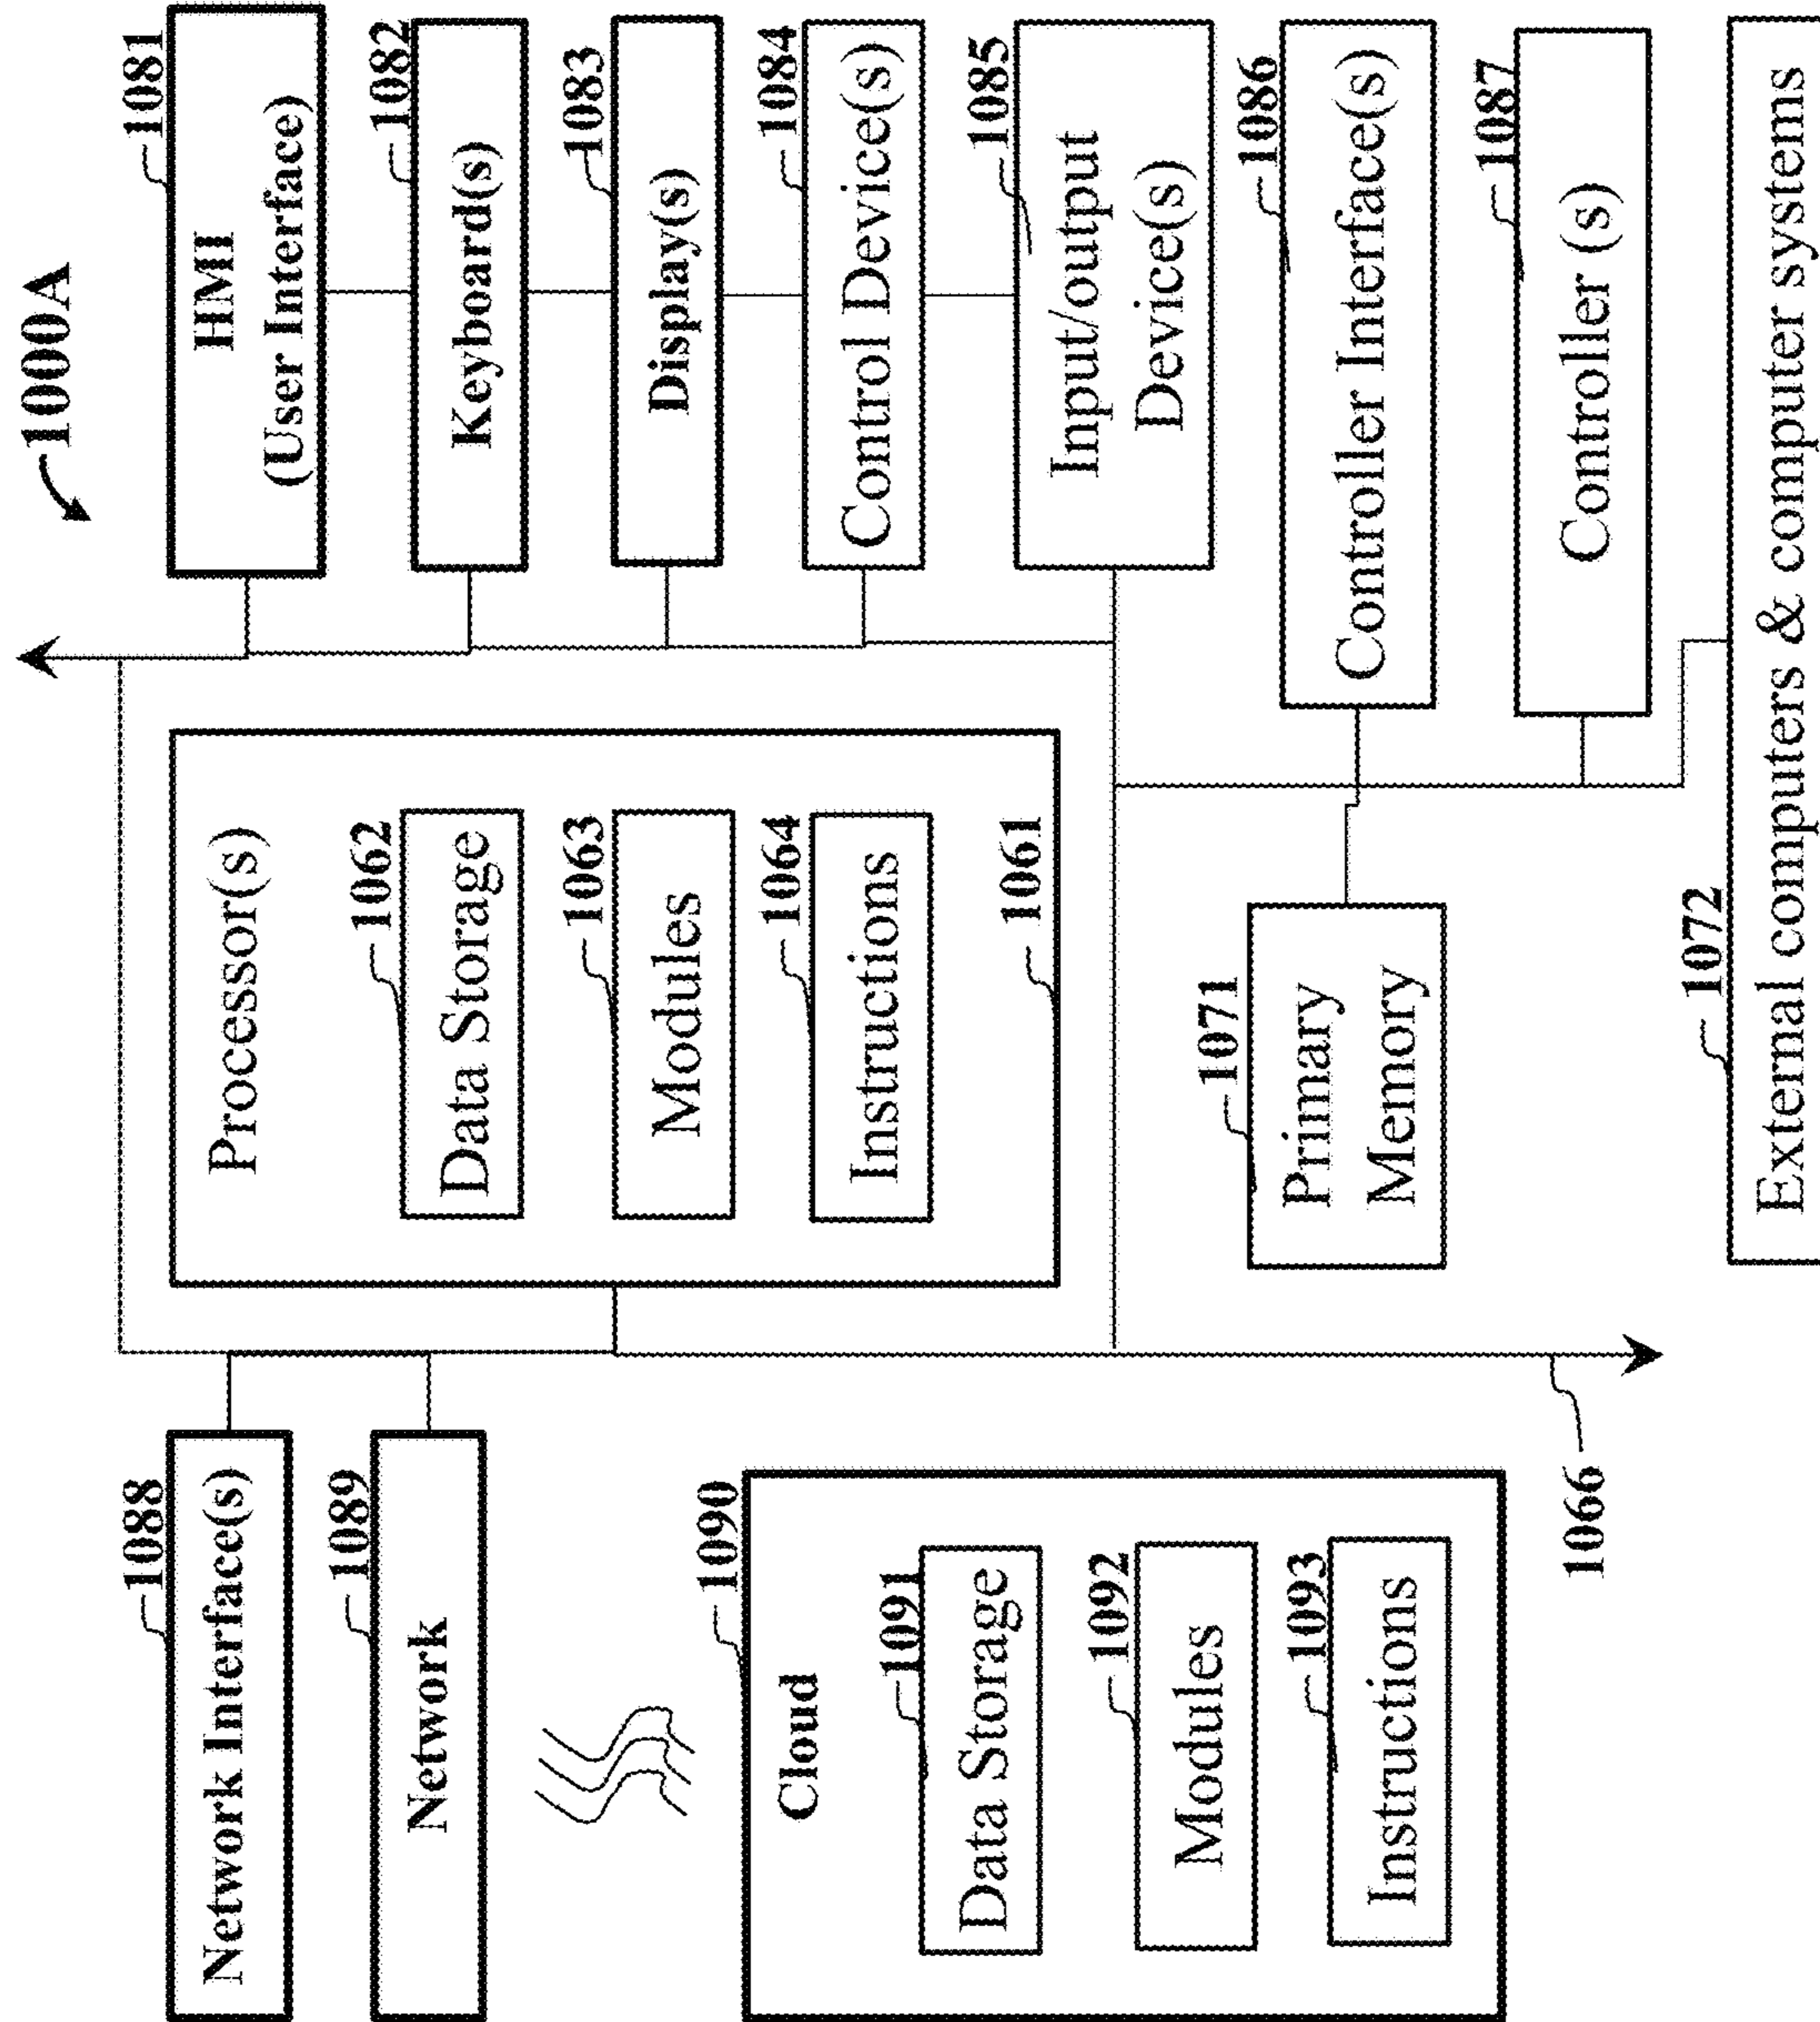 1000A
1088
Network Interface(s)
1089
Network
1090
Cloud
1091
Data Storage
1092
Modules
1093
Instructions
1066
Processor(s)
1062
Data Storage
1063
Modules
1064
Instructions
1061
1071
Primary
Memory
1072
External computers & computer systems
1081
HMI
(User Interface)
1082
Keyboard(s)
1083
Display(s)
1084
Control Device(s)
1085
Input/output
Device(s)
1086
Controller Interface(s)
1087
Controller (s)